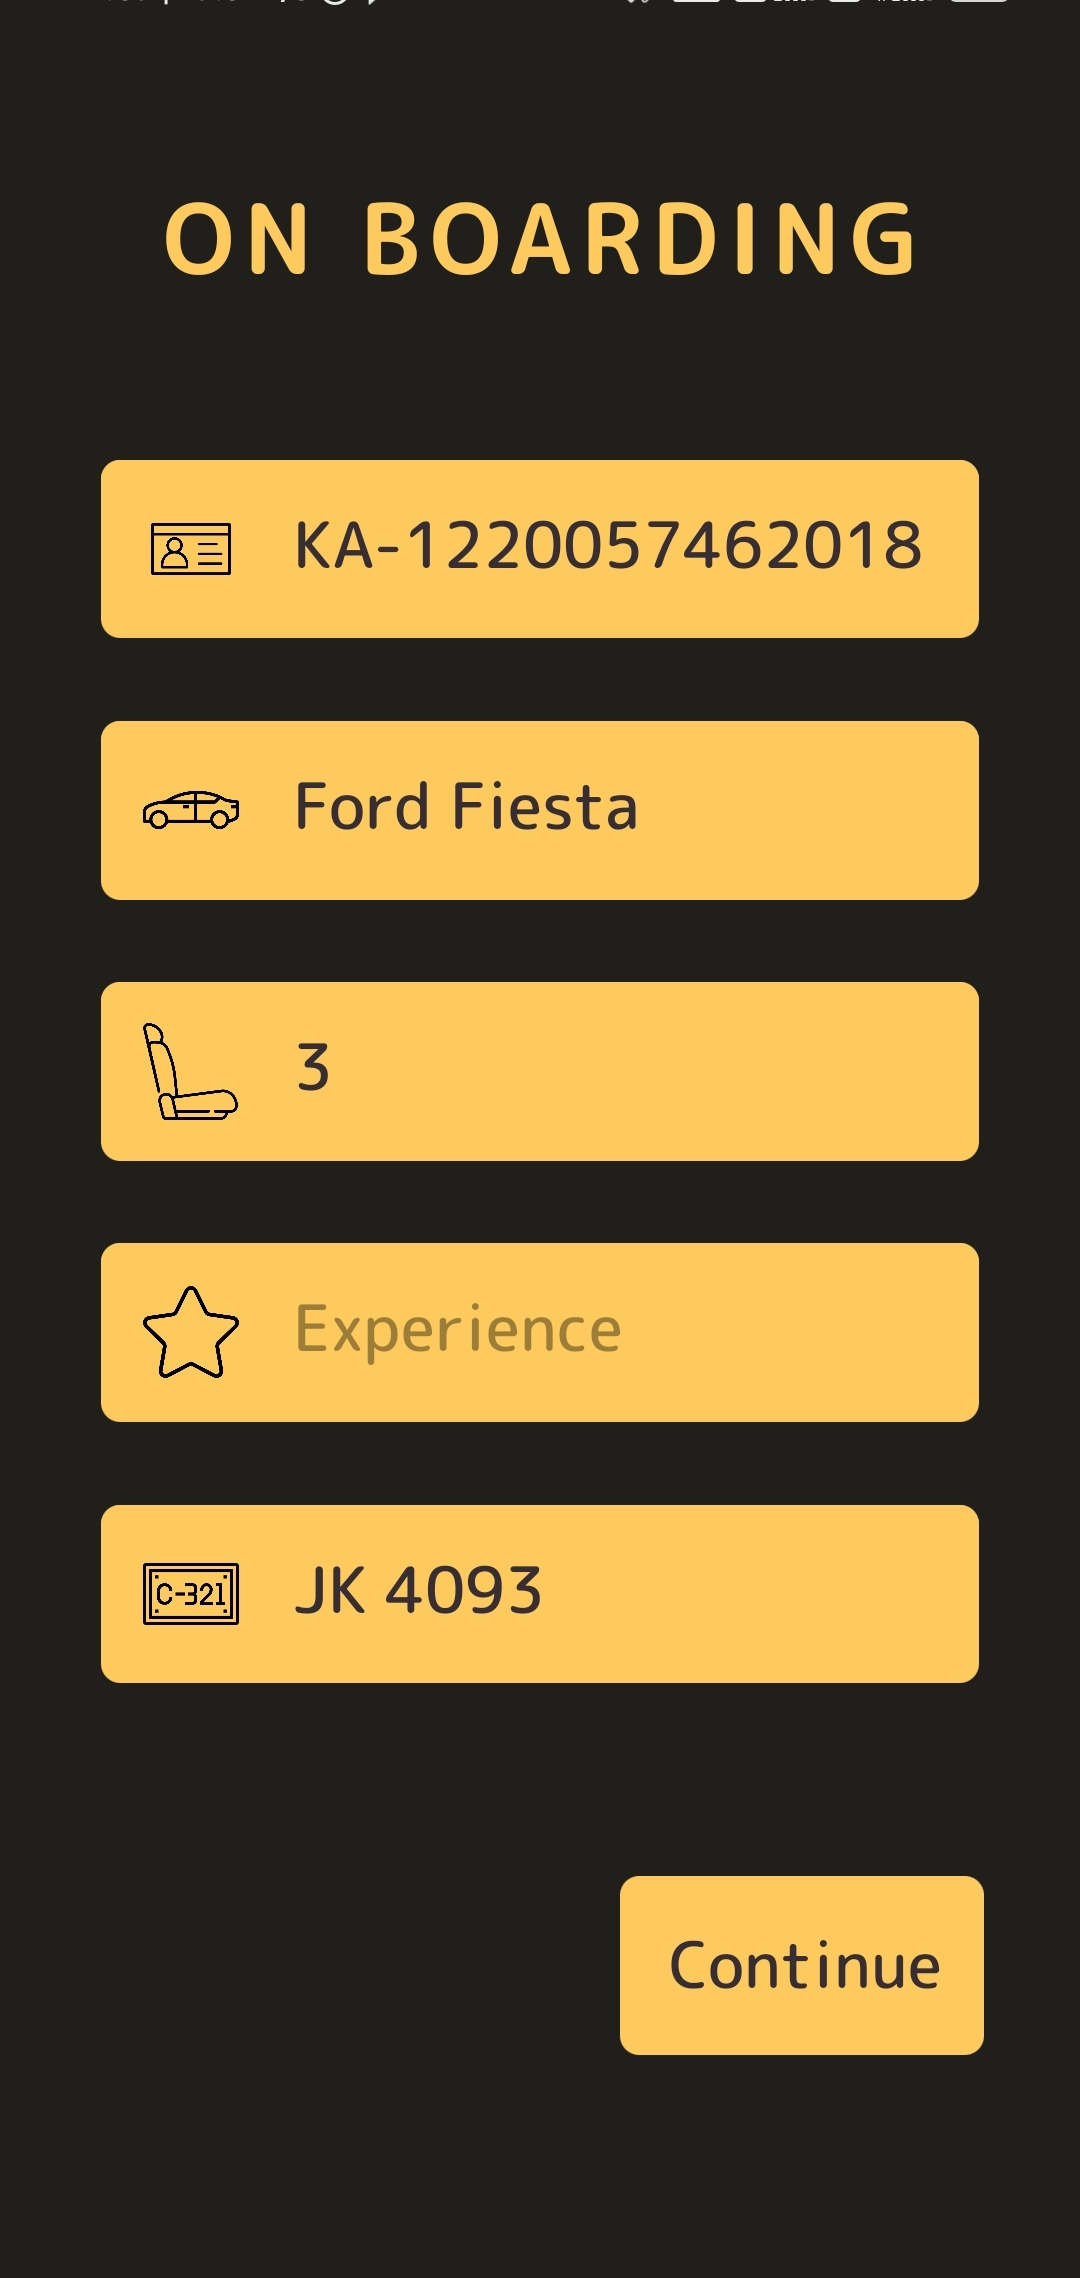 ON BOARDING
KA-1220057462018
Ford Fiesta
3
Experience
C-321
JK 4093
Continue